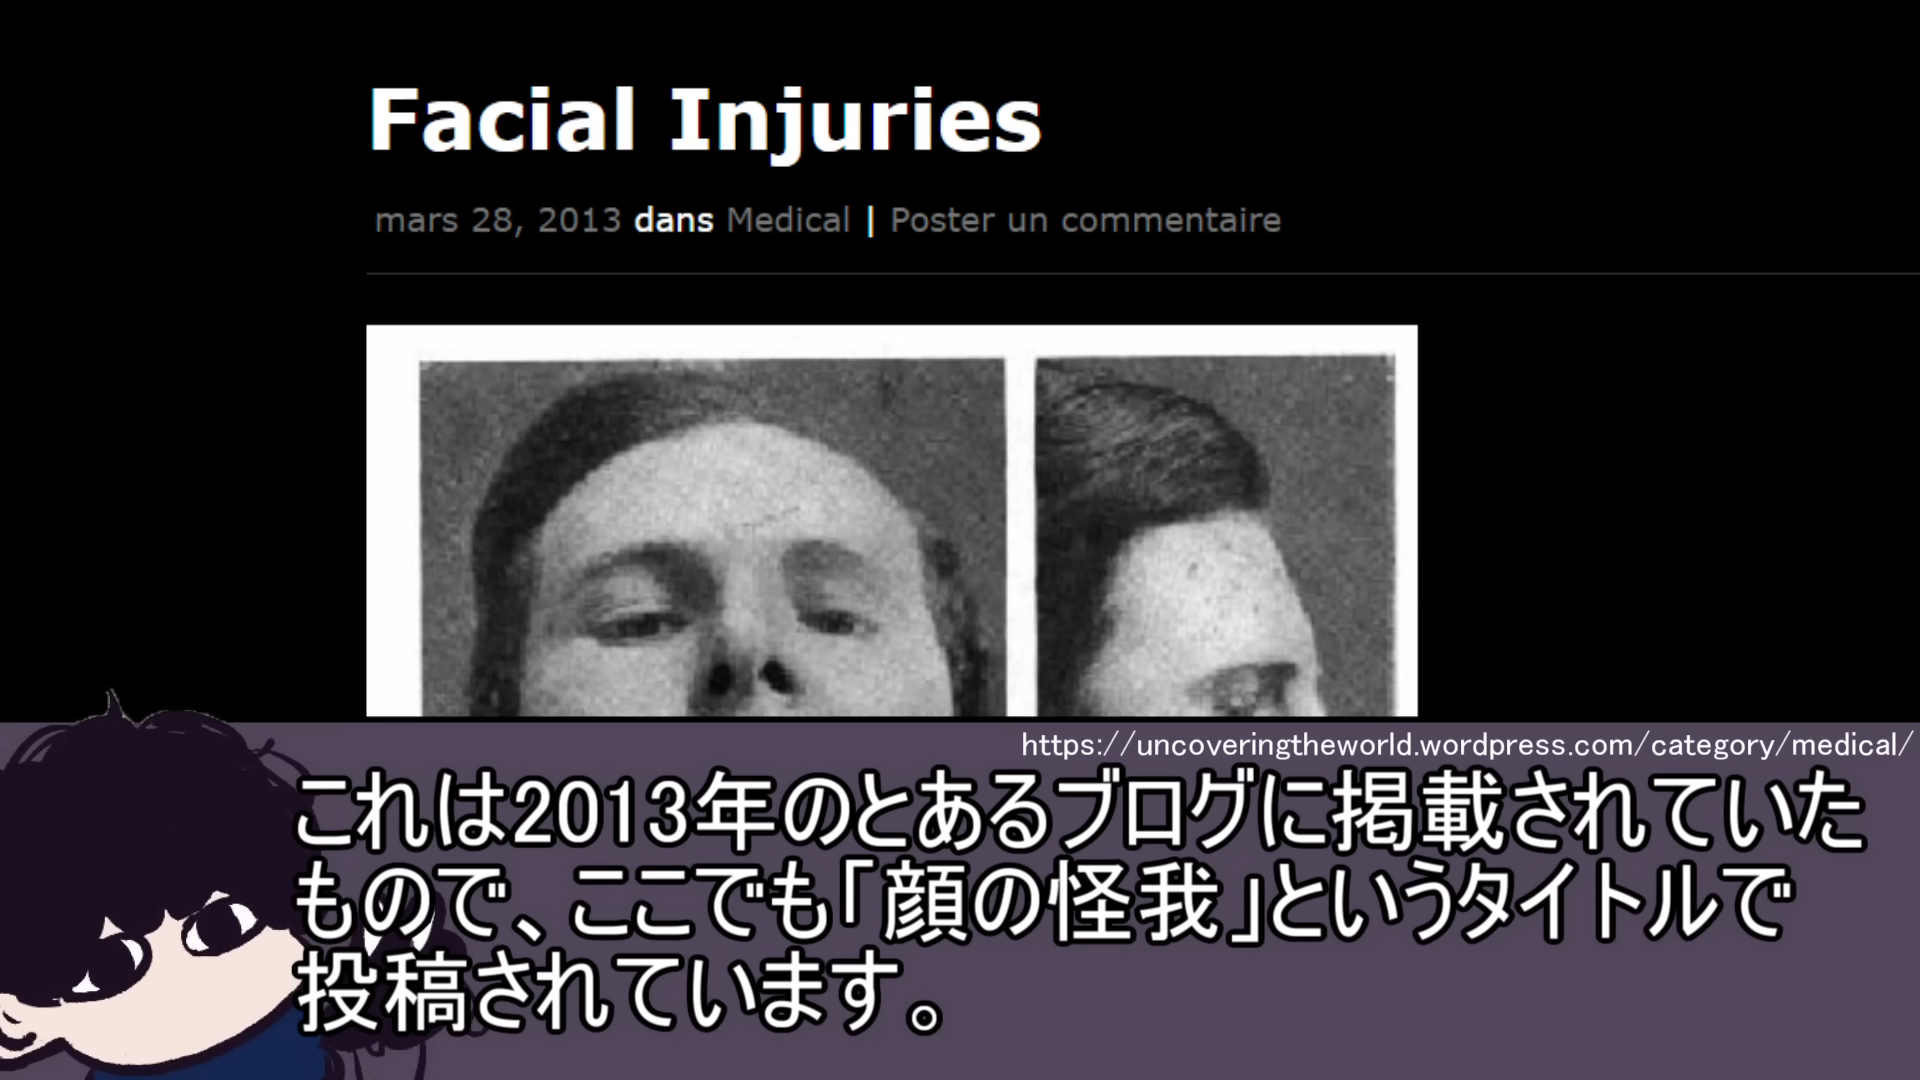 Facial Injuries
mars 28, 2013 dans Medical | Poster un commentaire
https://uncoveringtheworld.wordpress.com/category/medical/
これは2013年のとあるブログに掲載されていた
もので、ここでも「顔の怪我」というタイトルで
投稿されています。